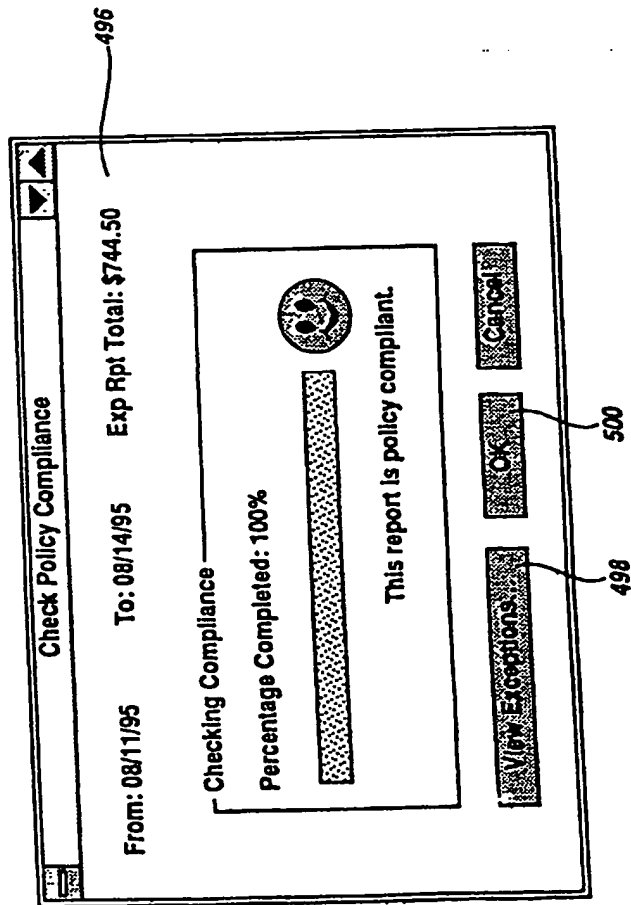 Check Policy Compliance
From: 08/11/95 To: 08/14/95 Exp Rpt Total: $744.50
496
Checking Compliance
Percentage Completed: 100%
This report is policy compliant.
View Exceptions... OK Cancel
498 500